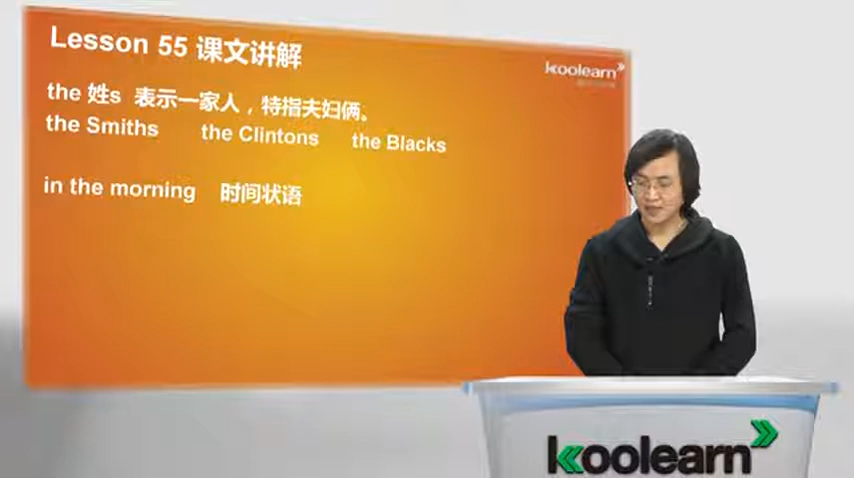 Lesson 55 课文讲解
koolearn
the 姓s 表示一家人，特指夫妇俩。
the Smiths the Clintons the Blacks
in the morning 时间状语
koolearn